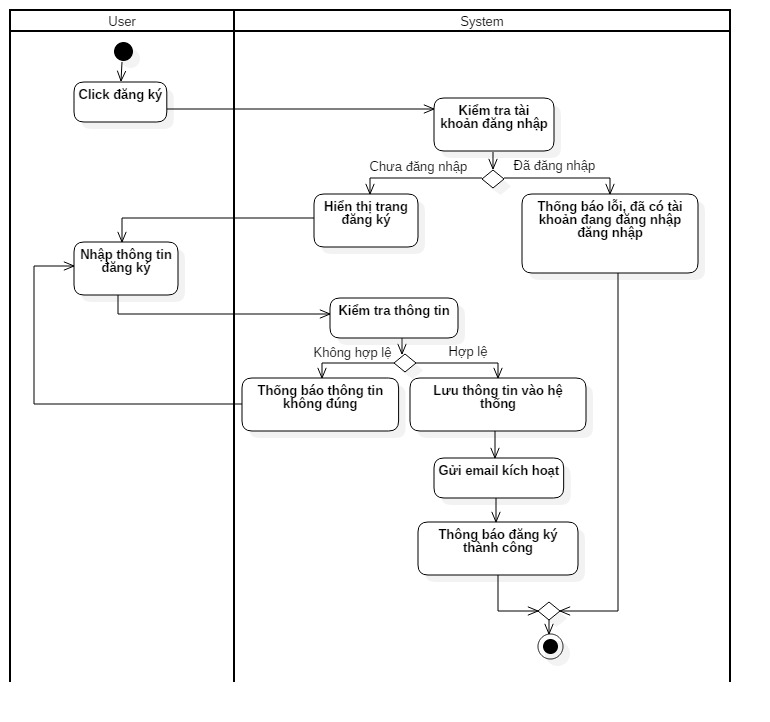 User
System
Click đăng ký
Kiểm tra tài
khoản đăng nhập
Chưa đăng nhập
Đã đăng nhập
Hiển thị trang
đăng ký
Thống báo lỗi, đã có tài
khoản đang đăng nhập
đăng nhập
Nhập thông tin
đăng ký
Kiểm tra thông tin
Không hợp lệ
Hợp lệ
Thống báo thông tin
không đúng
Lưu thông tin vào hệ
thống
Gửi email kích hoạt
Thông báo đăng ký
thành công